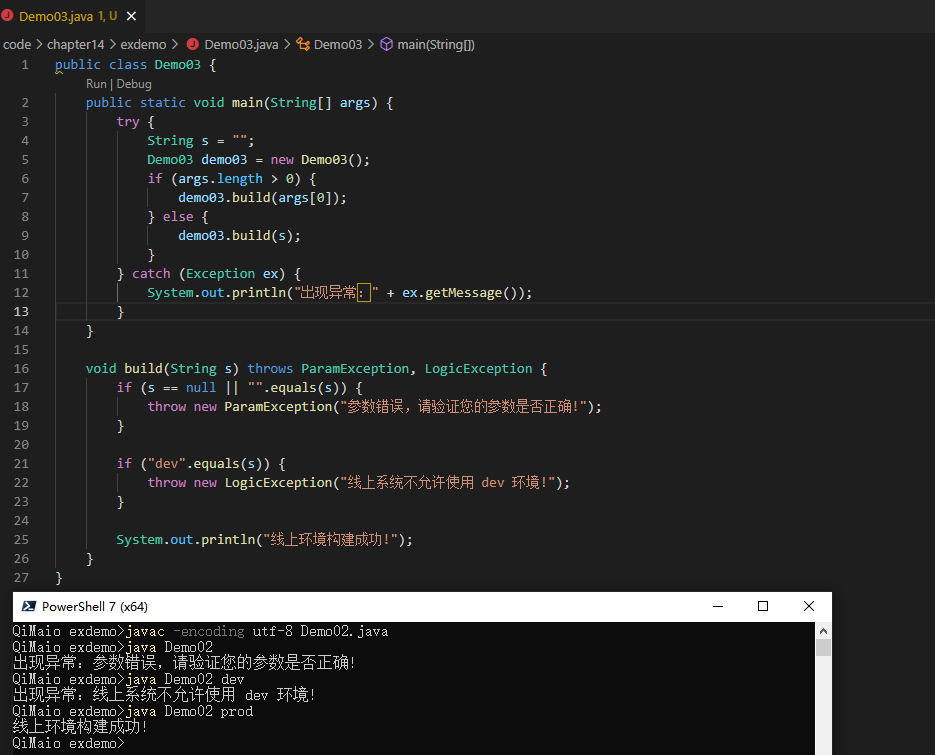 Demo03.java 1, U
code > chapter14 > exdemo > Demo03.java > Demo03 > main(String[])
1 public class Demo03 {
Run | Debug
2 public static void main(String[] args) {
3 try {
4 String s = "";
5 Demo03 demo03 = new Demo03();
6 if (args.length > 0) {
7 demo03.build(args[0]);
8 } else {
9 demo03.build(s);
10 }
11 } catch (Exception ex) {
12 System.out.println("出现异常：" + ex.getMessage());
13 }
14 }
15
16 void build(String s) throws ParamException, LogicException {
17 if (s == null || "".equals(s)) {
18 throw new ParamException("参数错误，请验证您的参数是否正确!");
19 }
20
21 if ("dev".equals(s)) {
22 throw new LogicException("线上系统不允许使用 dev 环境!");
23 }
24
25 System.out.println("线上环境构建成功!");
26 }
27 }
PowerShell 7 (x64)
QiMaio exdemo>javac -encoding utf-8 Demo02.java
QiMaio exdemo>java Demo02
出现异常：参数错误，请验证您的参数是否正确!
QiMaio exdemo>java Demo02 dev
出现异常：线上系统不允许使用 dev 环境!
QiMaio exdemo>java Demo02 prod
线上环境构建成功!
QiMaio exdemo>